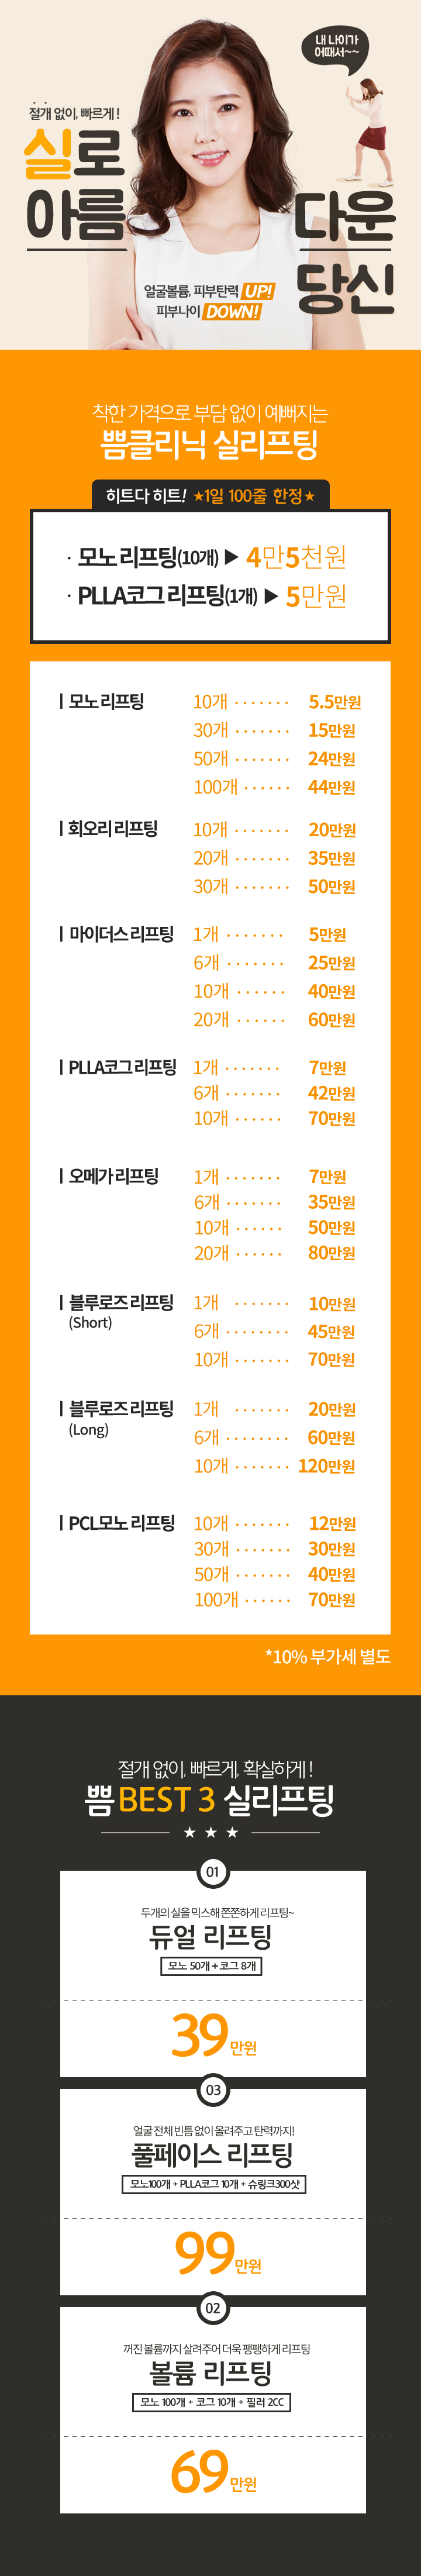 내 나이가
어때서~~
절개 없이, 빠르게!
실로
아름
다운
당신
얼굴볼륨, 피부탄력 UP!
피부나이 DOWN!
착한 가격으로 부담 없이 예뻐지는
쁨클리닉 실리프팅
히트다 히트! ★1일 100줄 한정★
· 모노 리프팅(10개) ▶ 4만5천원
· PLLA코그 리프팅(1개) ▶ 5만원
| 모노 리프팅 10개 ······· 5.5만원
30개 ······· 15만원
50개 ······· 24만원
100개 ······ 44만원
| 회오리 리프팅 10개 ······· 20만원
20개 ······· 35만원
30개 ······· 50만원
| 마이더스 리프팅 1개 ······· 5만원
6개 ······· 25만원
10개 ······ 40만원
20개 ······ 60만원
| PLLA코그 리프팅 1개 ······· 7만원
6개 ······· 42만원
10개 ······ 70만원
| 오메가 리프팅 1개 ······· 7만원
6개 ······· 35만원
10개 ······ 50만원
20개 ······ 80만원
| 블루로즈 리프팅 1개 ······· 10만원
(Short)
6개 ········ 45만원
10개 ······· 70만원
| 블루로즈 리프팅 1개 ······· 20만원
(Long)
6개 ········ 60만원
10개 ······· 120만원
| PCL모노 리프팅 10개 ······· 12만원
30개 ······· 30만원
50개 ······· 40만원
100개 ······ 70만원
*10% 부가세 별도
절개 없이, 빠르게, 확실하게!
쁨 BEST 3 실리프팅
★ ★ ★
01
두개의 실을 믹스해 쫀쫀하게 리프팅~
듀얼 리프팅
모노 50개 + 코그 8개
39만원
03
얼굴 전체 빈틈 없이 올려주고 탄력까지!
풀페이스 리프팅
모노100개 + PLLA코그 10개 + 슈링크300샷
99만원
02
꺼진 볼륨까지 살려주어 더욱 팽팽하게 리프팅
볼륨 리프팅
모노 100개 + 코그 10개 + 필러 2CC
69만원